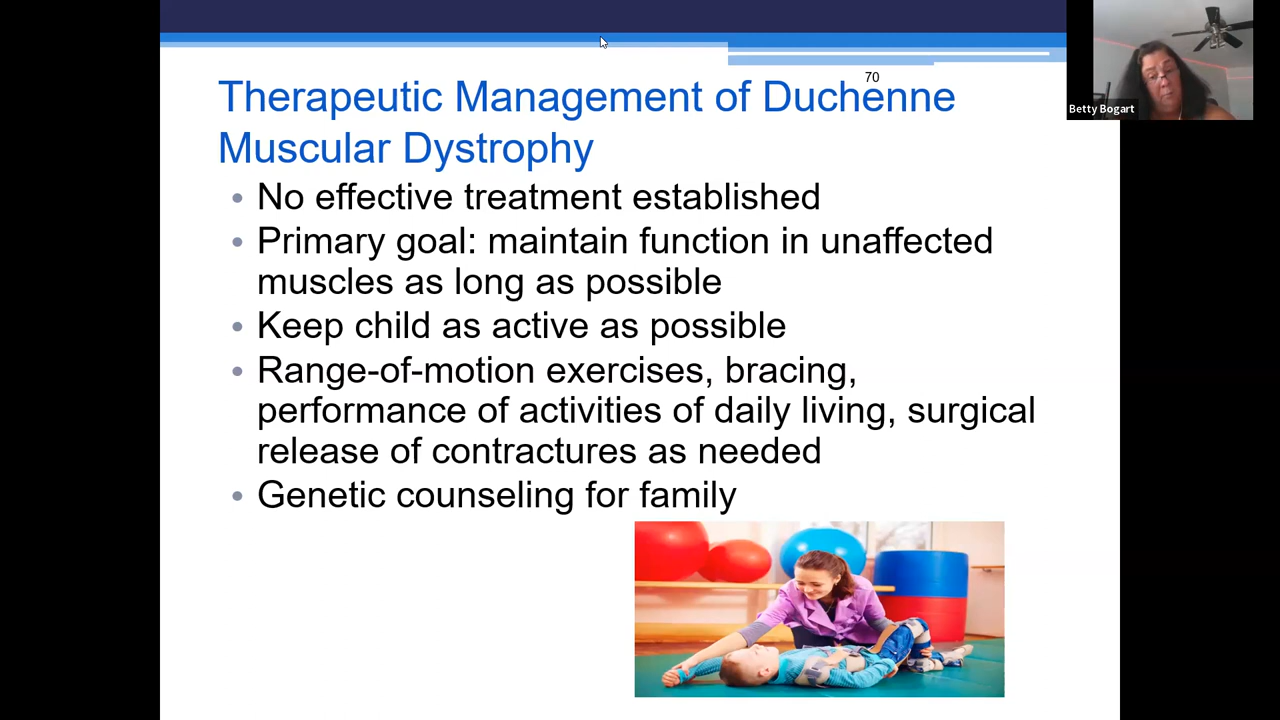 70
Therapeutic Management of Duchenne
Muscular Dystrophy
• No effective treatment established
• Primary goal: maintain function in unaffected
muscles as long as possible
• Keep child as active as possible
• Range-of-motion exercises, bracing,
performance of activities of daily living, surgical
release of contractures as needed
• Genetic counseling for family
Betty Bogart